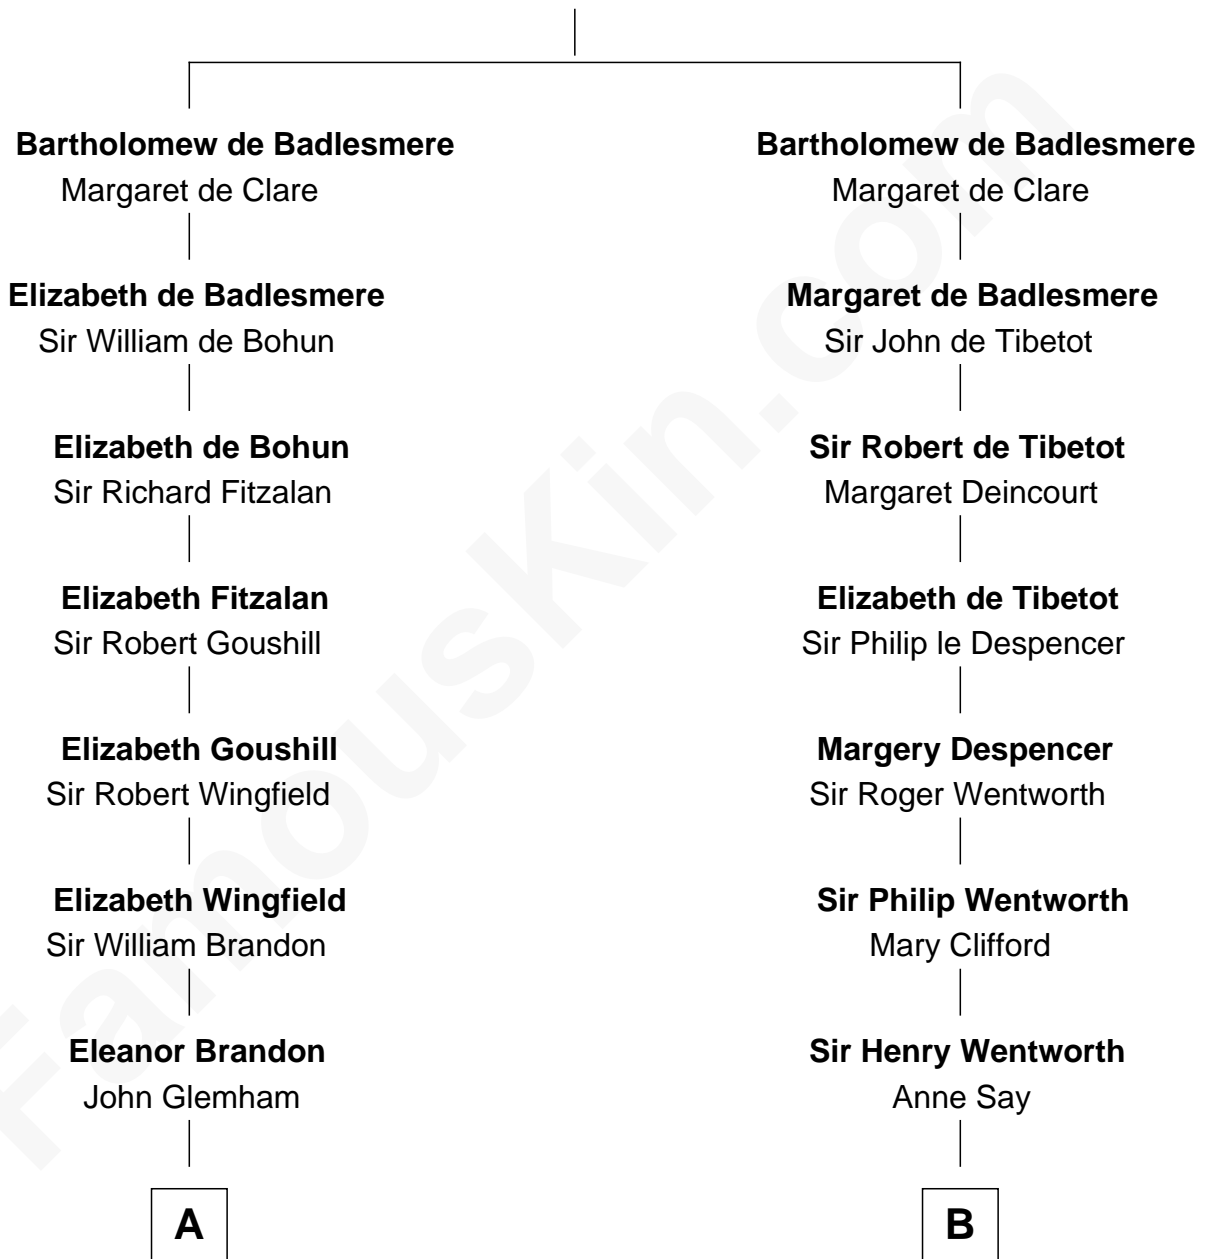 Bartholomew de Badlesmere
Margaret de Clare
Elizabeth de Badlesmere
Sir William de Bohun
Elizabeth de Bohun
Sir Richard Fitzalan
Elizabeth Fitzalan
Sir Robert Goushill
Elizabeth Goushill
Sir Robert Wingfield
Elizabeth Wingfield
Sir William Brandon
Eleanor Brandon
John Glemham
A
Bartholomew de Badlesmere
Margaret de Clare
Margaret de Badlesmere
Sir John de Tibetot
Sir Robert de Tibetot
Margaret Deincourt
Elizabeth de Tibetot
Sir Philip le Despencer
Margery Despencer
Sir Roger Wentworth
Sir Philip Wentworth
Mary Clifford
Sir Henry Wentworth
Anne Say
B
FamousKin.com